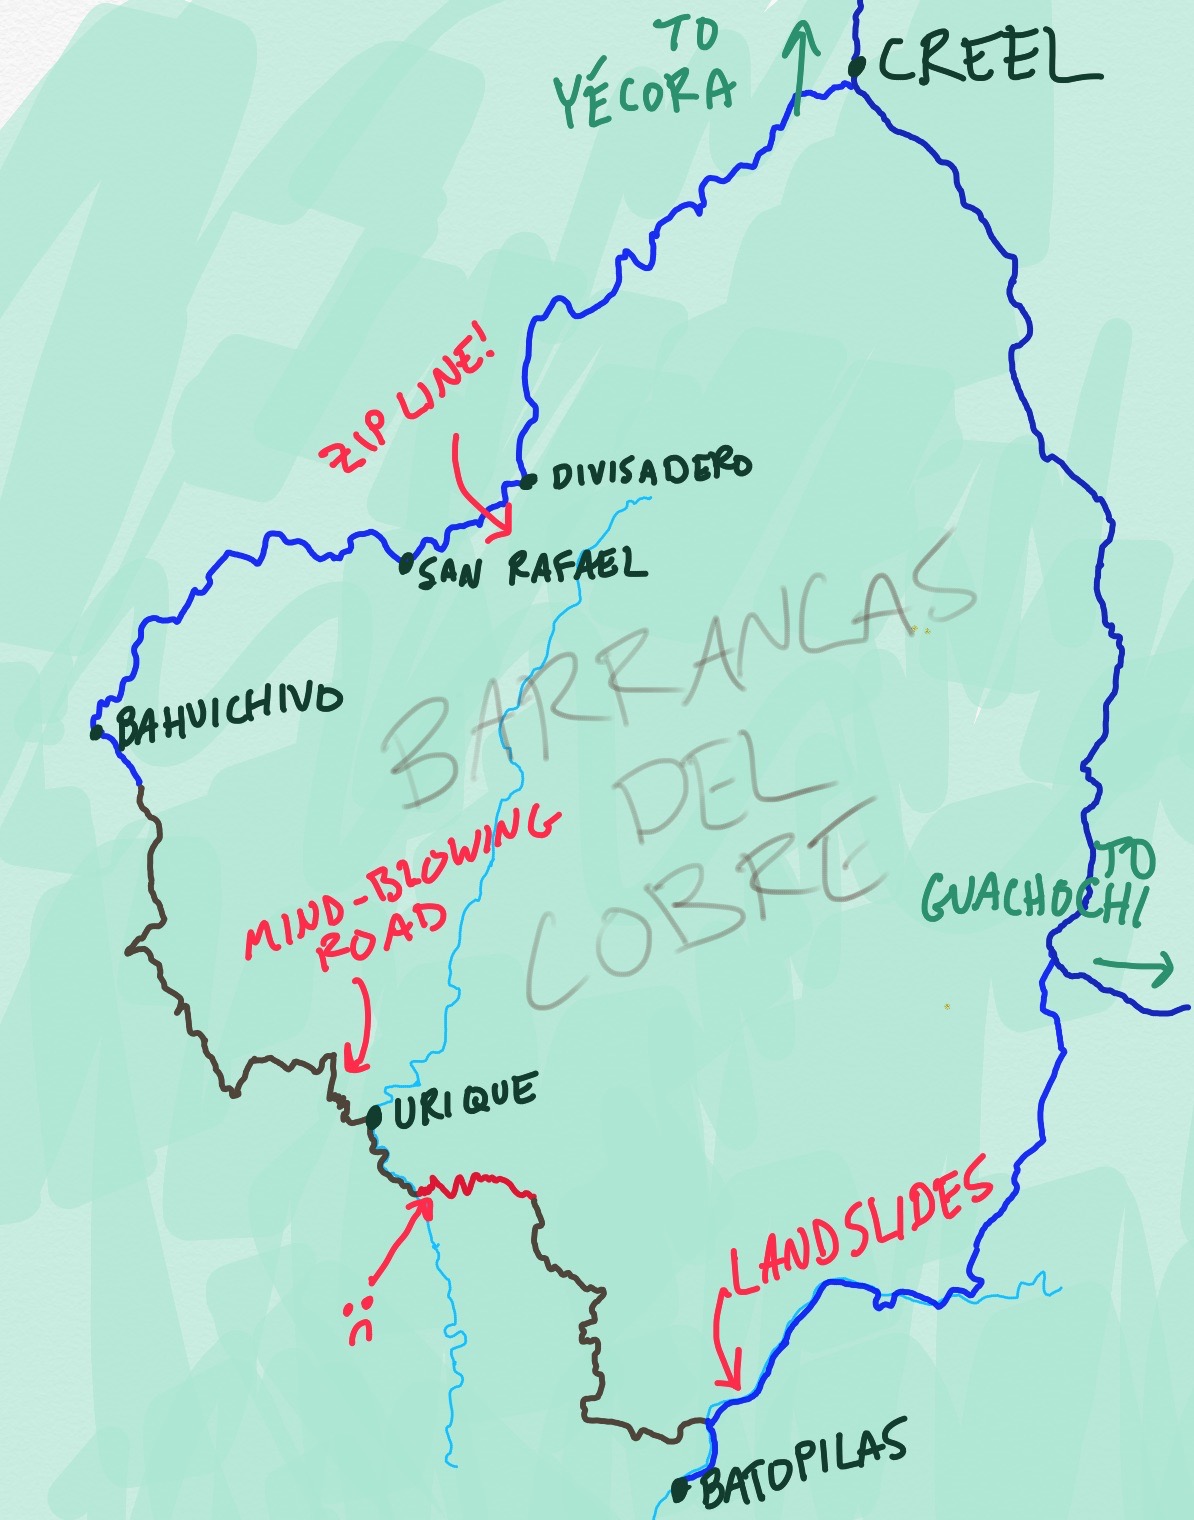 TO
YÉCORA
CREEL
ZIP LINE!
DIVISADERO
SAN RAFAEL
BARRANCAS
DEL
COBRE
BAHUICHIVO
MIND-BLOWING
ROAD
TO
GUACHOCHI
URIQUE
LANDSLIDES
:(
BATOPILAS